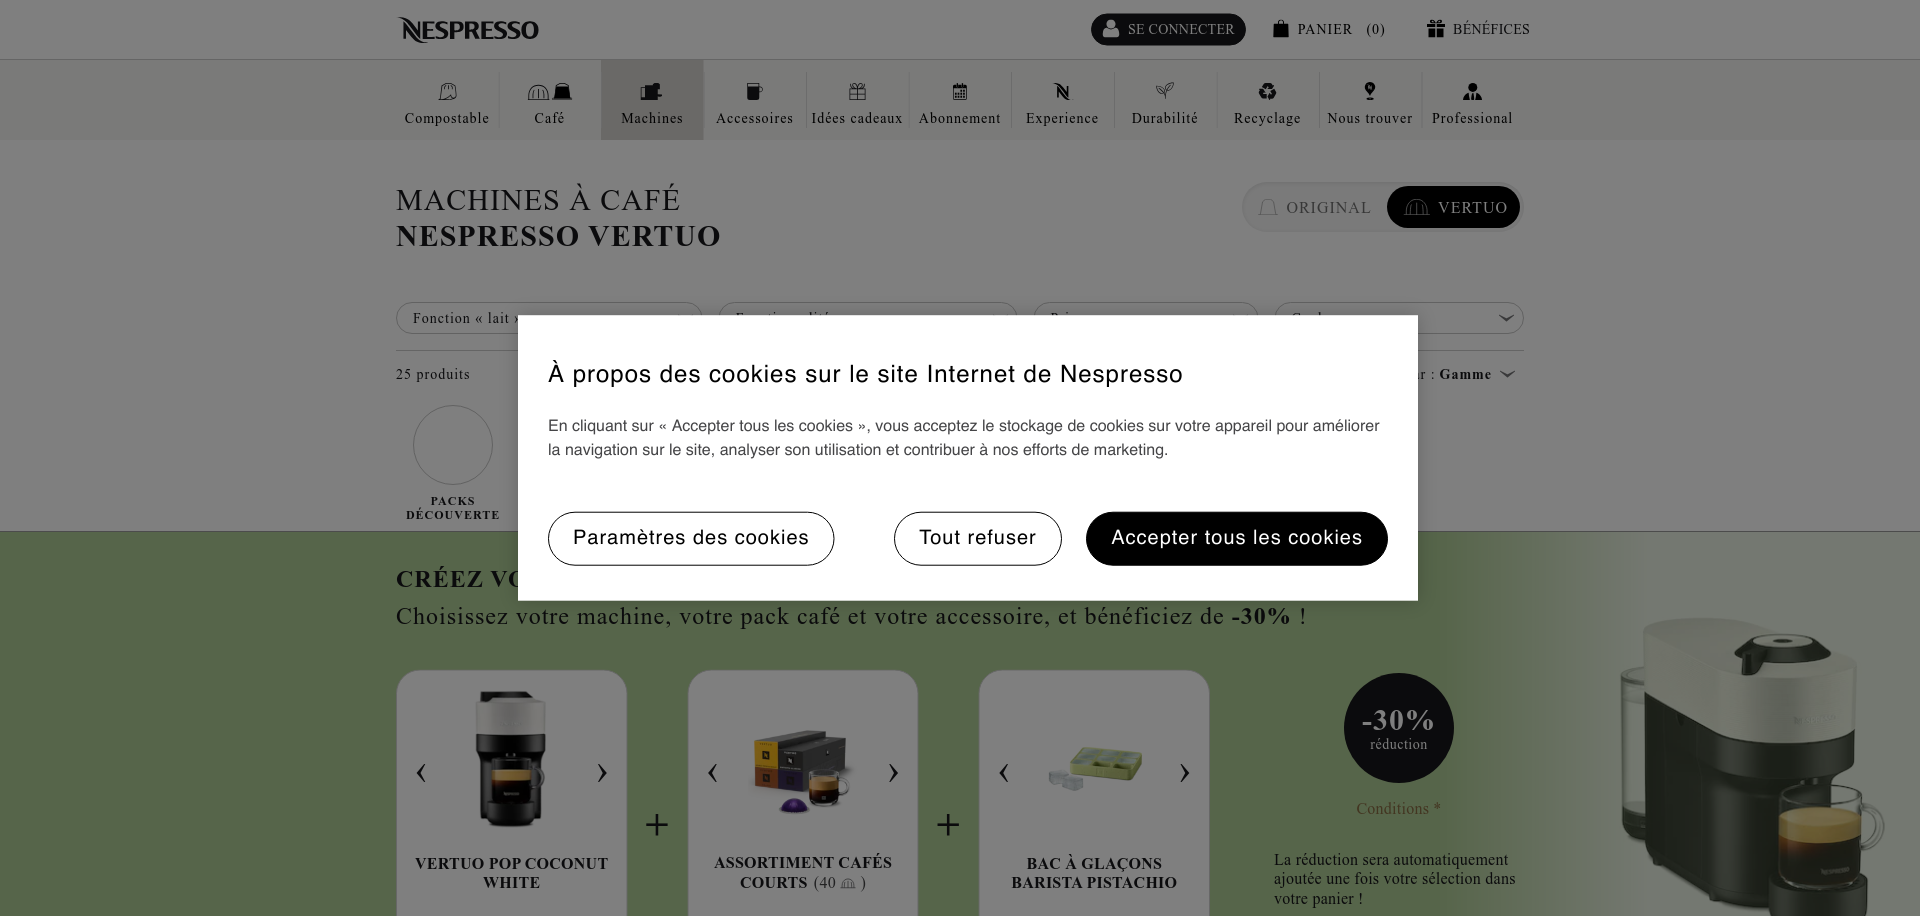 NESPRESSO
SE CONNECTER
PANIER (0)
BÉNÉFICES
Compostable
Café
Machines
Accessoires
Idées cadeaux
Abonnement
Experience
Durabilité
Recyclage
Nous trouver
Professional
MACHINES À CAFÉ
NESPRESSO VERTUO
ORIGINAL
VERTUO
Fonction « lait »
25 produits
: Gamme
PACKS
DÉCOUVERTE
À propos des cookies sur le site Internet de Nespresso
En cliquant sur « Accepter tous les cookies », vous acceptez le stockage de cookies sur votre appareil pour améliorer
la navigation sur le site, analyser son utilisation et contribuer à nos efforts de marketing.
Paramètres des cookies
Tout refuser
Accepter tous les cookies
CRÉEZ
Choisissez votre machine, votre pack café et votre accessoire, et bénéficiez de -30% !
VERTUO POP COCONUT
WHITE
+
ASSORTIMENT CAFÉS
COURTS (40 )
+
BAC À GLAÇONS
BARISTA PISTACHIO
-30%
réduction
Conditions *
La réduction sera automatiquement
ajoutée une fois votre sélection dans
votre panier !